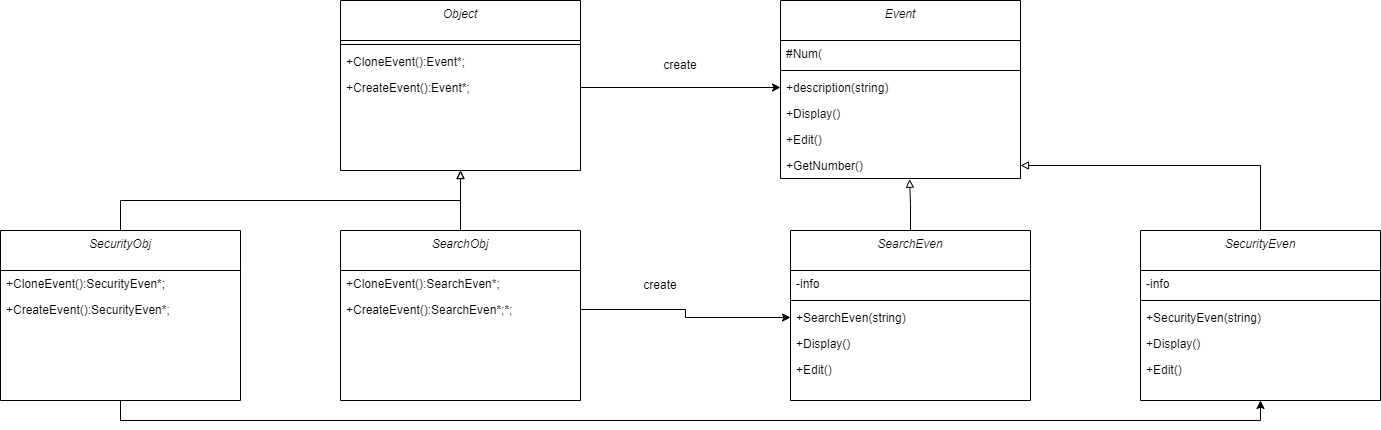 Object
+CloneEvent():Event*;
+CreateEvent():Event*;
create
Event
#Num(
+description(string)
+Display()
+Edit()
+GetNumber()
SecurityObj
+CloneEvent():SecurityEven*;
+CreateEvent():SecurityEven*;
SearchObj
+CloneEvent():SearchEven*;
+CreateEvent():SearchEven*;*;
create
SearchEven
-info
+SearchEven(string)
+Display()
+Edit()
SecurityEven
-info
+SecurityEven(string)
+Display()
+Edit()